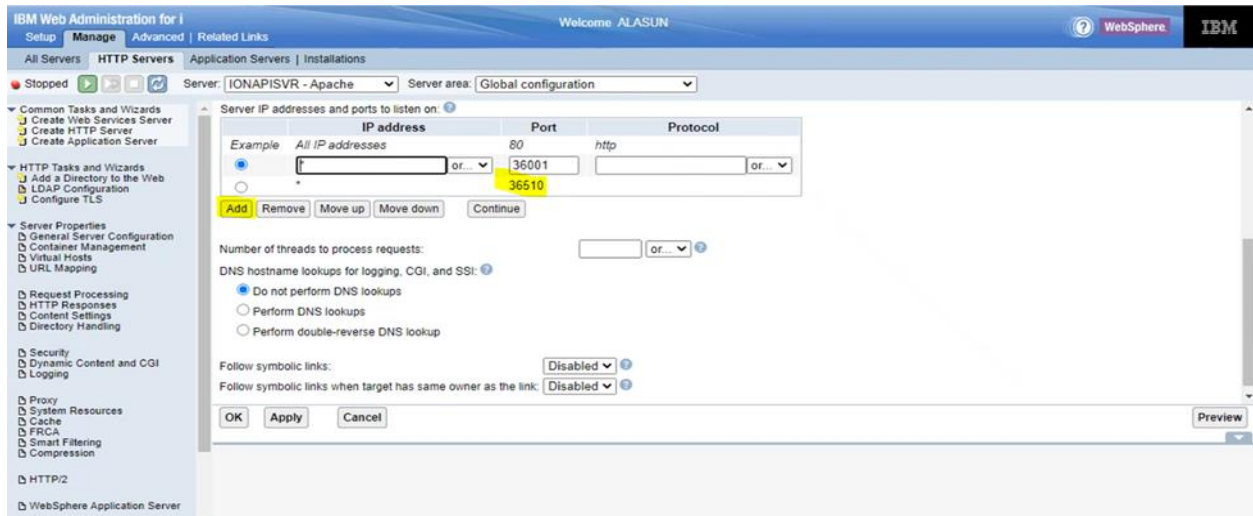 IBM Web Administration for i
Welcome ALASUN
WebSphere.
IBM
Setup Manage Advanced | Related Links
All Servers HTTP Servers Application Servers | Installations
Stopped Server: IONAPISVR - Apache Server area: Global configuration
Common Tasks and Wizards
Create Web Services Server
Create HTTP Server
Create Application Server
HTTP Tasks and Wizards
Add a Directory to the Web
LDAP Configuration
Configure TLS
Server Properties
General Server Configuration
Container Management
Virtual Hosts
URL Mapping
Request Processing
HTTP Responses
Content Settings
Directory Handling
Security
Dynamic Content and CGI
Logging
Proxy
System Resources
Cache
FRCA
Smart Filtering
Compression
HTTP/2
WebSphere Application Server
Server IP addresses and ports to listen on:
IP address Port Protocol
Example All IP addresses 80 http
* or... 36001 or...
* 36510
Add Remove Move up Move down Continue
Number of threads to process requests: or...
DNS hostname lookups for logging, CGI, and SSI:
Do not perform DNS lookups
Perform DNS lookups
Perform double-reverse DNS lookup
Follow symbolic links: Disabled
Follow symbolic links when target has same owner as the link: Disabled
OK Apply Cancel Preview